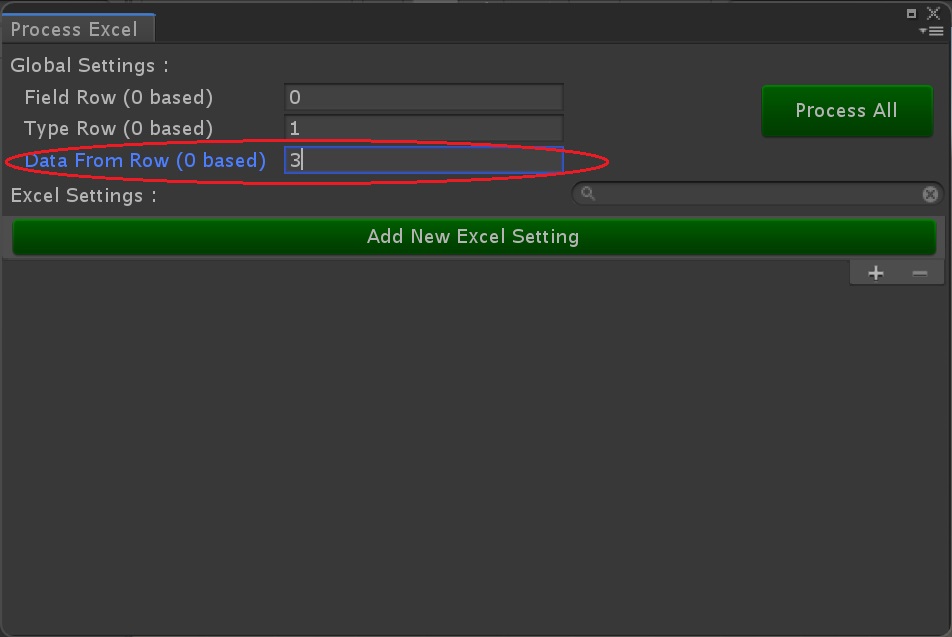 Process Excel
Global Settings :
Field Row (0 based) 0
Process All
Type Row (0 based) 1
Data From Row (0 based) 3
Excel Settings :
Add New Excel Setting